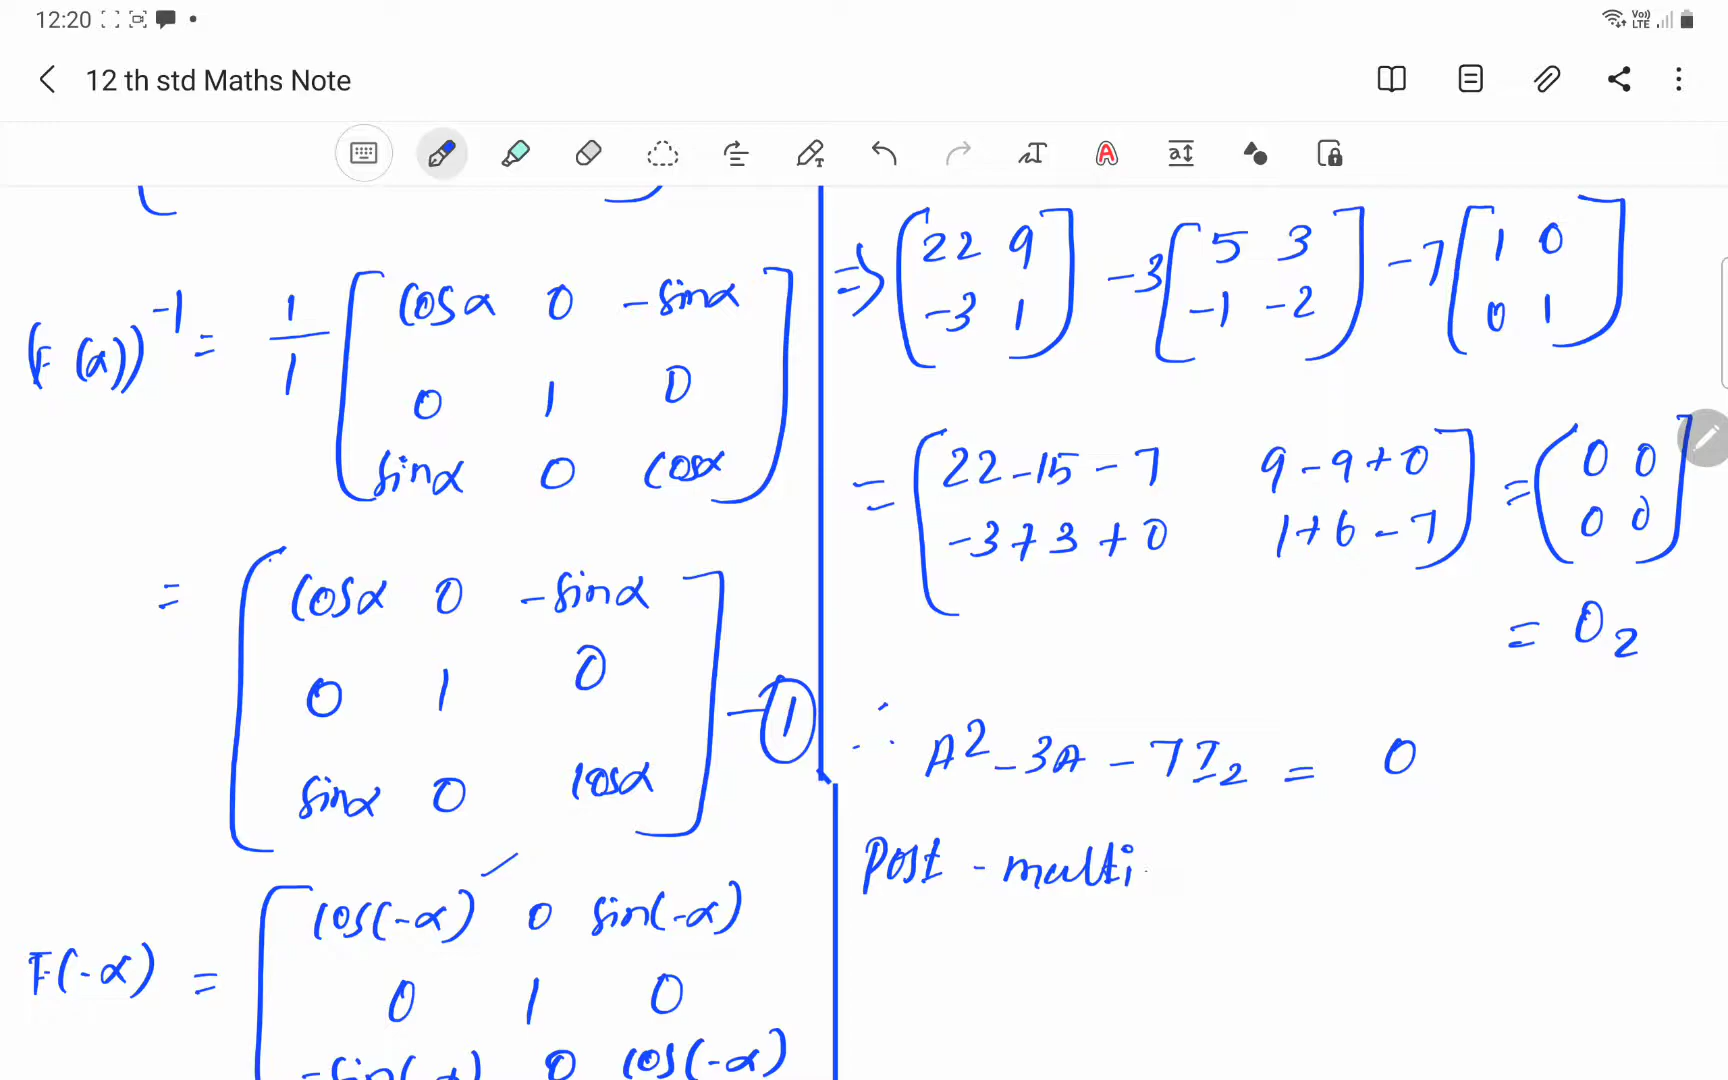 12:20
Vo)) LTE
12 th std Maths Note
(F(α))⁻¹ = 1/1 [ cosα 0 -sinα
0 1 0
sinα 0 cosα ]
= [ cosα 0 -sinα
0 1 0
sinα 0 cosα ] - ①
F(-α) = [ cos(-α) 0 sin(-α)
0 1 0
-sin(-α) 0 cos(-α)
⇒ [ 22 9
-3 1 ] -3 [ 5 3
-1 -2 ] -7 [ 1 0
0 1 ]
= [ 22-15-7 9-9+0
-3+3+0 1+6-7 ] = [ 0 0
0 0 ]
= 0₂
∴ A² - 3A - 7I₂ = 0
Post - multi